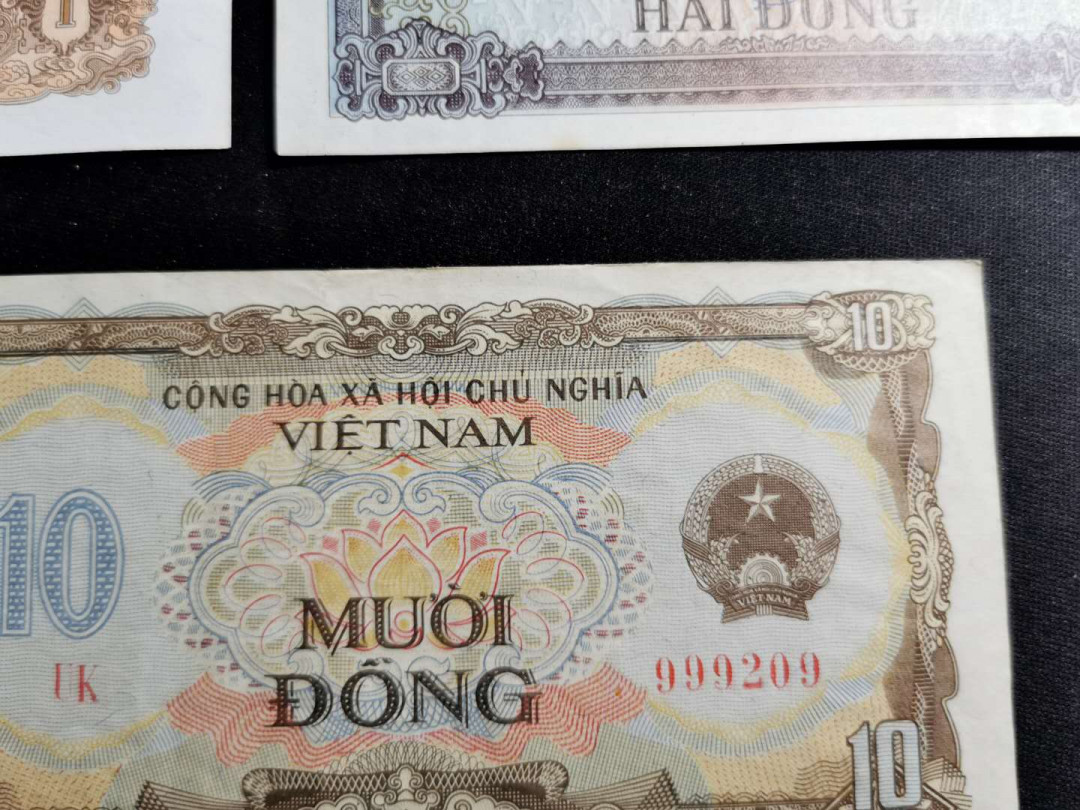 1
HAI ĐỒNG
10
CỘNG HÒA XÃ HỘI CHỦ NGHĨA
VIỆT NAM
10
VIỆT NAM
MƯỜI
ĐỒNG
UK
999209
10